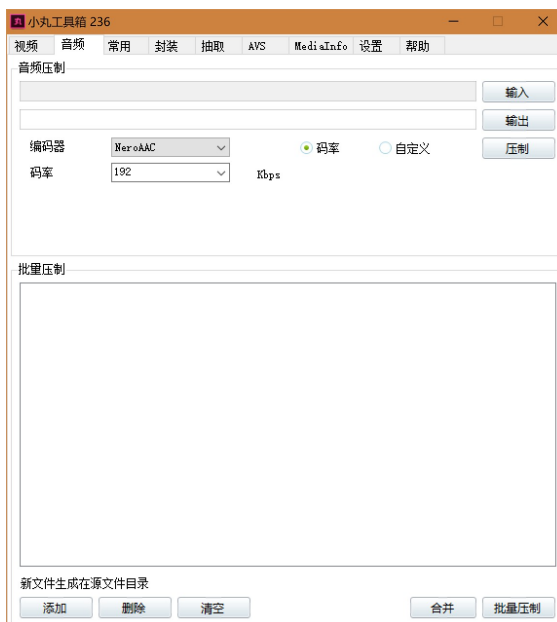 丸 小丸工具箱 236
视频 音频 常用 封装 抽取 AVS MediaInfo 设置 帮助
音频压制
输入
输出
编码器 NeroAAC 码率 自定义 压制
码率 192 Kbps
批量压制
新文件生成在源文件目录
添加 删除 清空 合并 批量压制